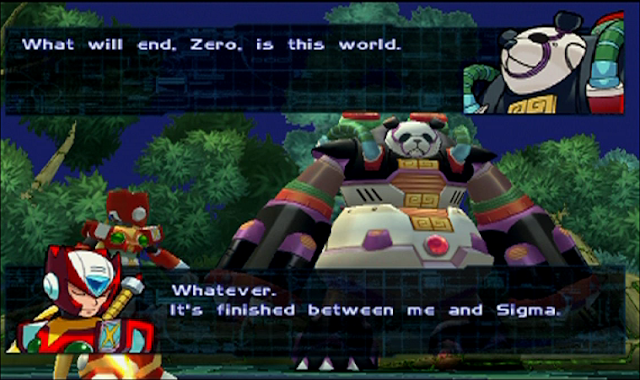 What will end, Zero, is this world.
Whatever.
It's finished between me and Sigma.